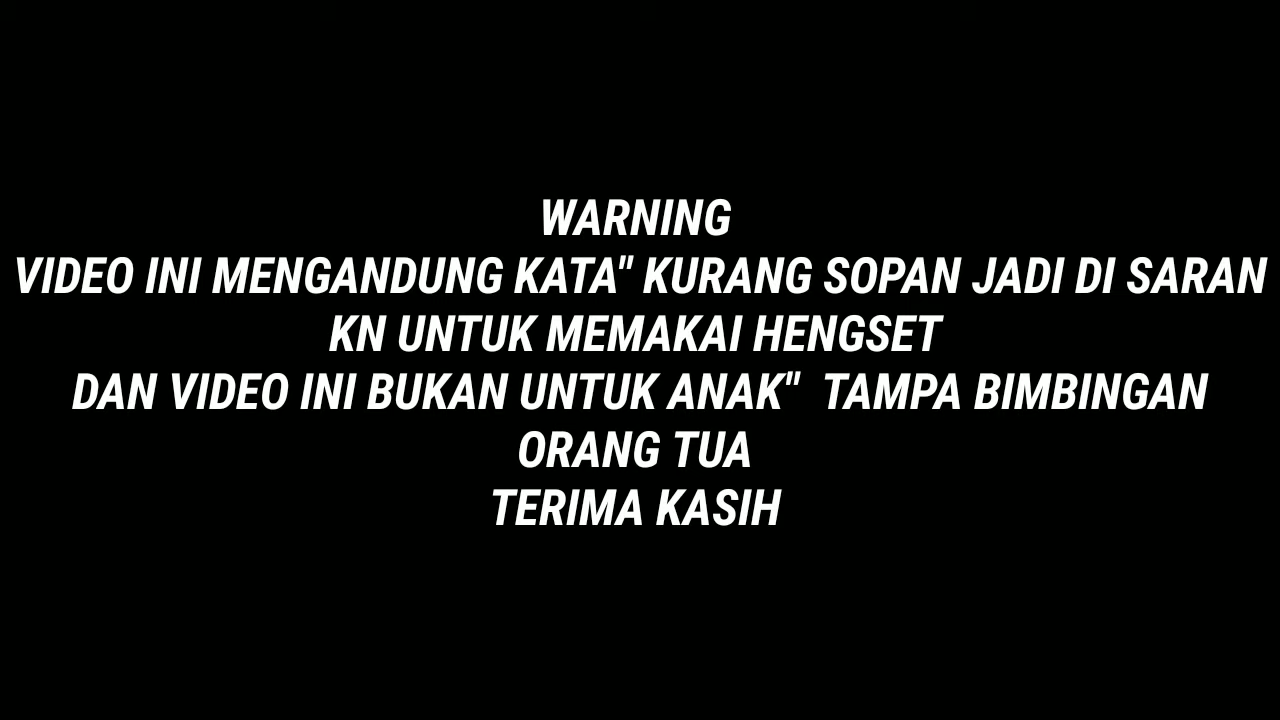 WARNING
VIDEO INI MENGANDUNG KATA" KURANG SOPAN JADI DI SARAN
KN UNTUK MEMAKAI HENGSET
DAN VIDEO INI BUKAN UNTUK ANAK"  TAMPA BIMBINGAN
ORANG TUA
TERIMA KASIH